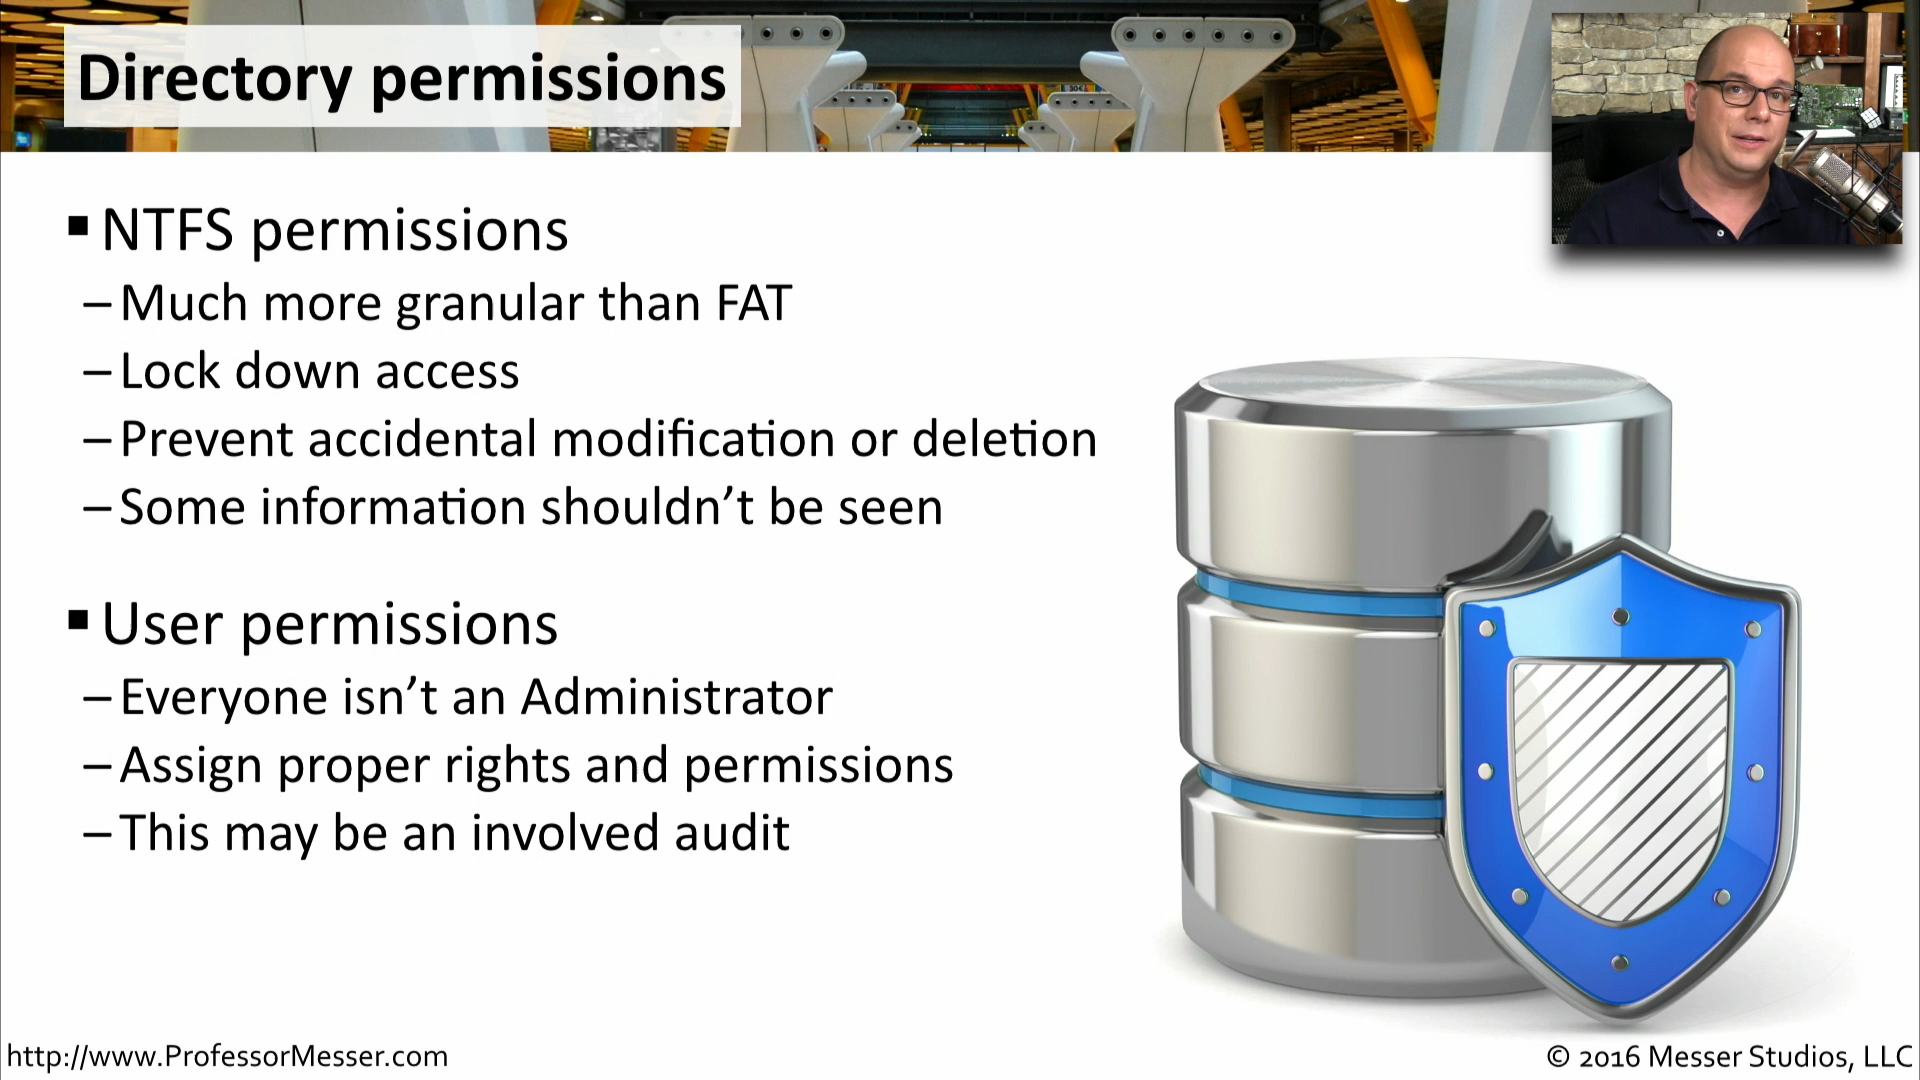 Directory permissions
▪ NTFS permissions
– Much more granular than FAT
– Lock down access
– Prevent accidental modification or deletion
– Some information shouldn’t be seen
▪ User permissions
– Everyone isn’t an Administrator
– Assign proper rights and permissions
– This may be an involved audit
http://www.ProfessorMesser.com
© 2016 Messer Studios, LLC